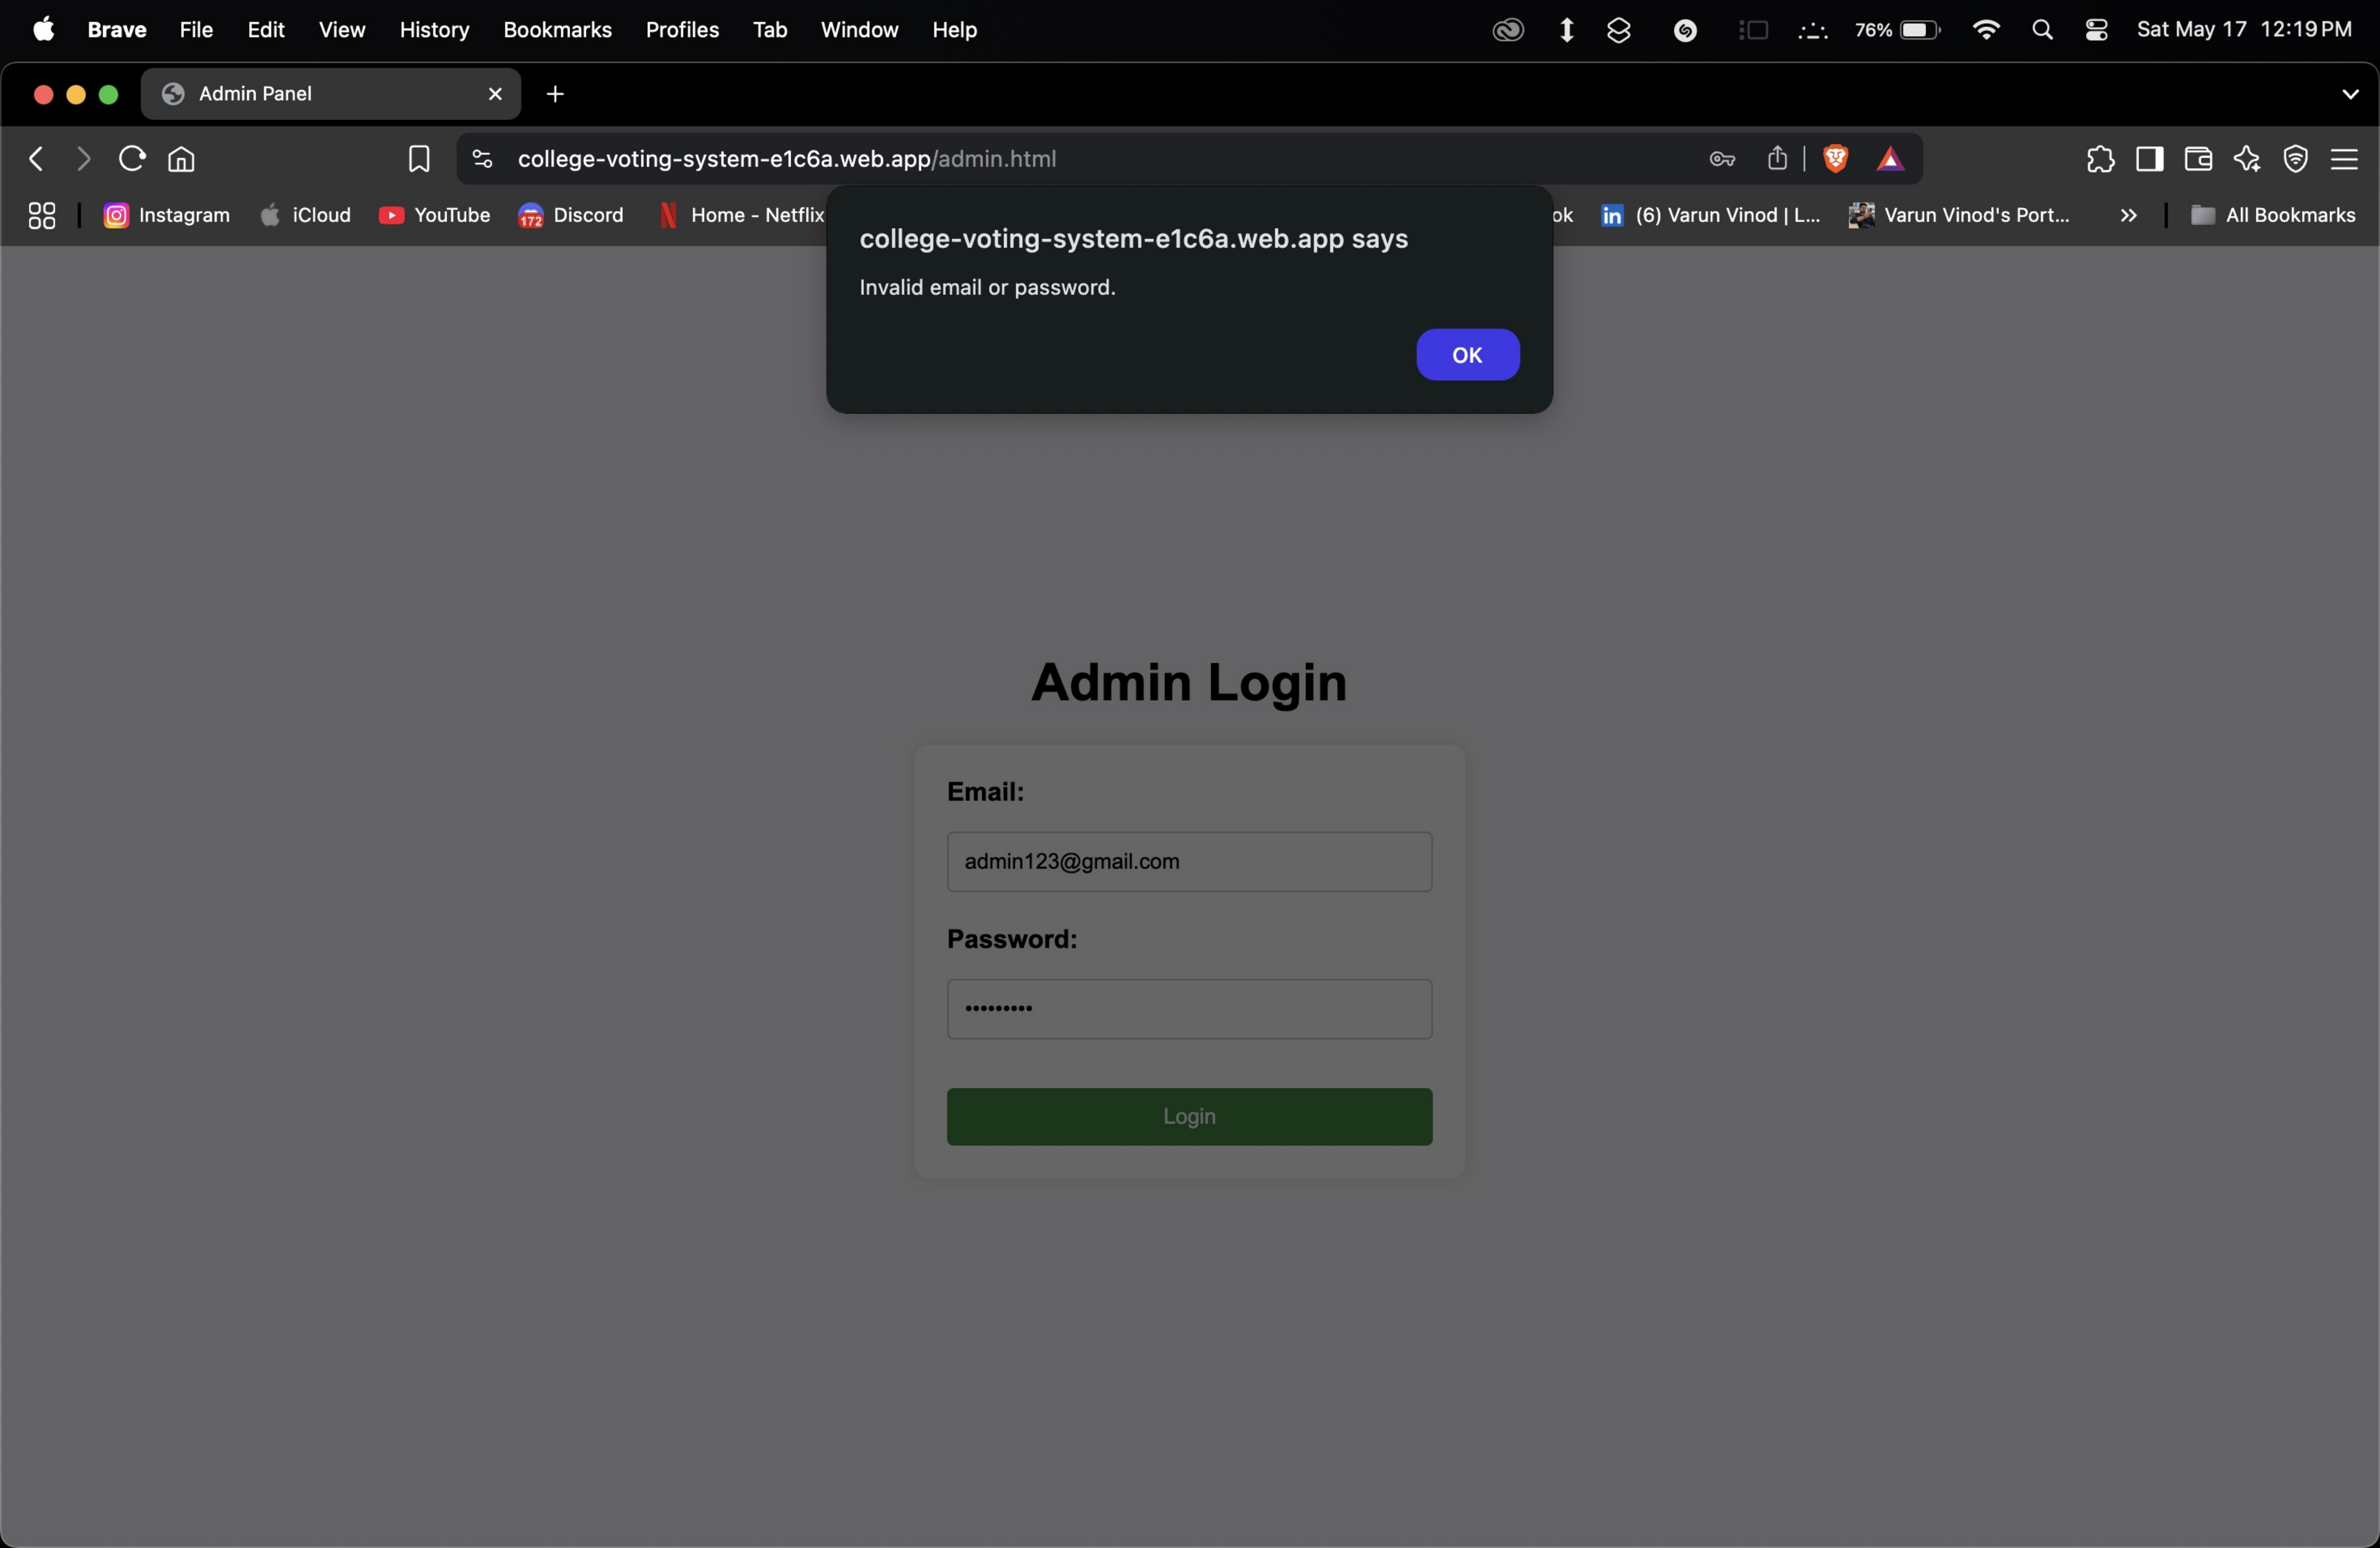 Brave File Edit View History Bookmarks Profiles Tab Window Help 76% Sat May 17 12:19 PM
Admin Panel
college-voting-system-e1c6a.web.app/admin.html
Instagram iCloud YouTube 172 Discord Home - Netflix ok (6) Varun Vinod | L... Varun Vinod's Port... All Bookmarks
college-voting-system-e1c6a.web.app says
Invalid email or password.
OK
Admin Login
Email:
admin123@gmail.com
Password:
•••••••••
Login